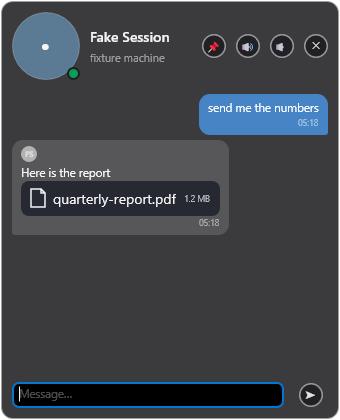 Fake Session
fixture machine
send me the numbers
05:18
PS
Here is the report
quarterly-report.pdf 1.2 MB
05:18
Message...